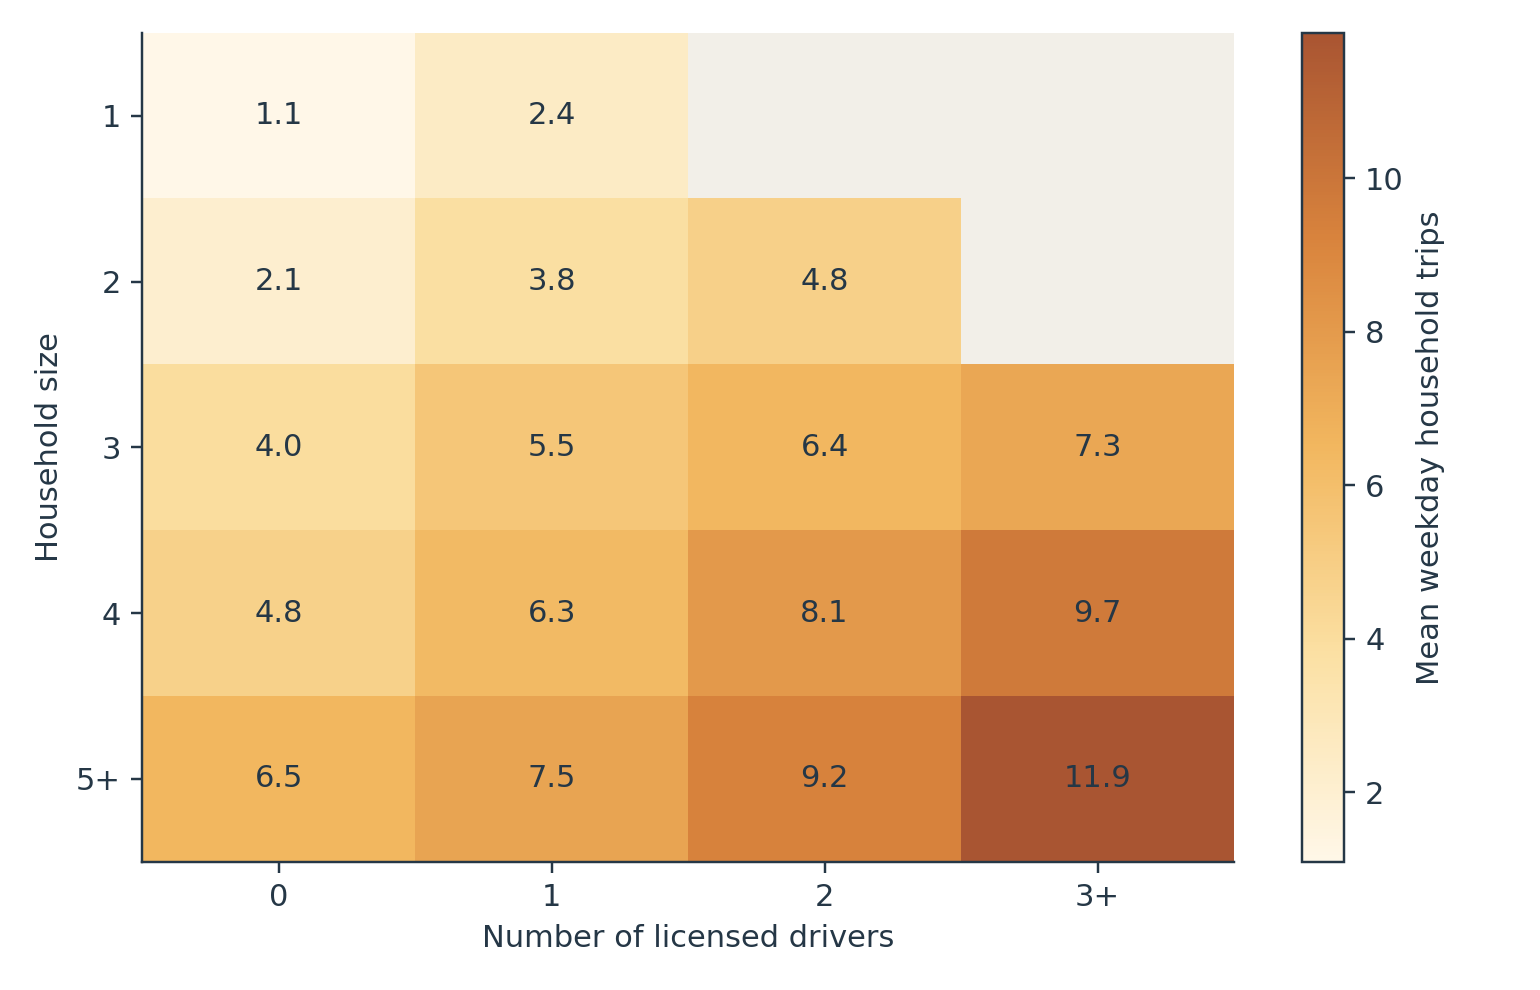 1 1.1 2.4
2 2.1 3.8 4.8
3 4.0 5.5 6.4 7.3
4 4.8 6.3 8.1 9.7
5+ 6.5 7.5 9.2 11.9
0 1 2 3+
Number of licensed drivers
Household size
10
8
6
4
2
Mean weekday household trips